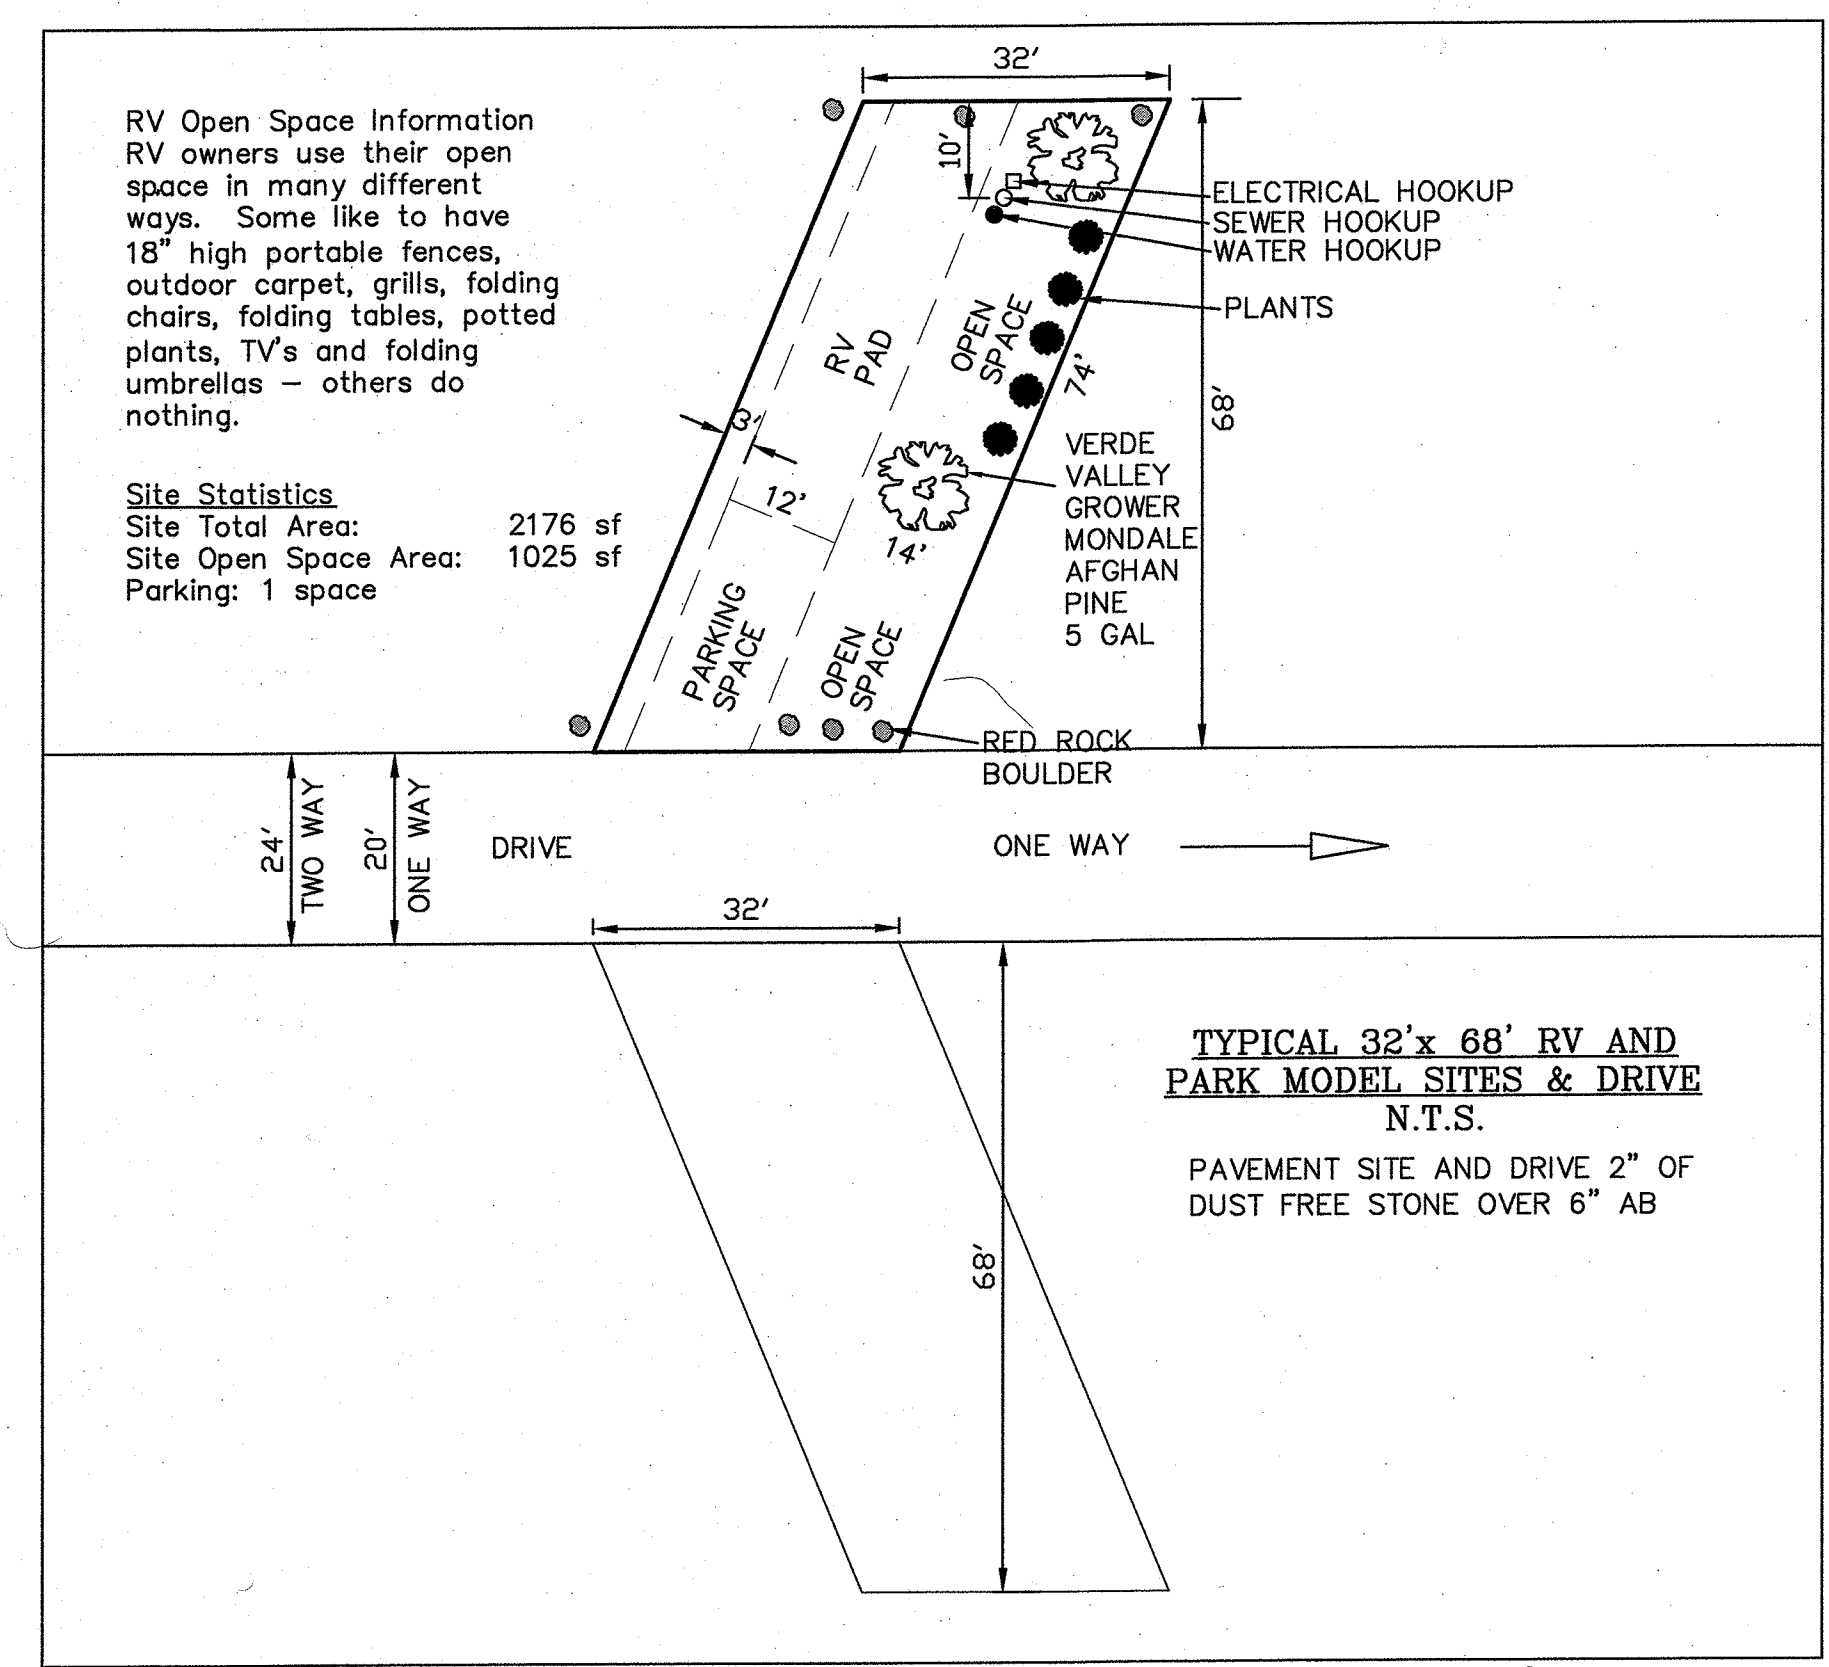 RV Open Space Information
RV owners use their open
space in many different
ways. Some like to have
18" high portable fences,
outdoor carpet, grills, folding
chairs, folding tables, potted
plants, TV's and folding
umbrellas – others do
nothing.
Site Statistics
Site Total Area: 2176 sf
Site Open Space Area: 1025 sf
Parking: 1 space
32'
10'
ELECTRICAL HOOKUP
SEWER HOOKUP
WATER HOOKUP
PLANTS
RV
PAD
OPEN
SPACE
74'
68'
3'
12'
14'
VERDE
VALLEY
GROWER
MONDALE
AFGHAN
PINE
5 GAL
PARKING
SPACE
OPEN
SPACE
RED ROCK
BOULDER
24'
TWO WAY
20'
ONE WAY
DRIVE
ONE WAY
32'
68'
TYPICAL 32'x 68' RV AND
PARK MODEL SITES & DRIVE
N.T.S.
PAVEMENT SITE AND DRIVE 2" OF
DUST FREE STONE OVER 6" AB